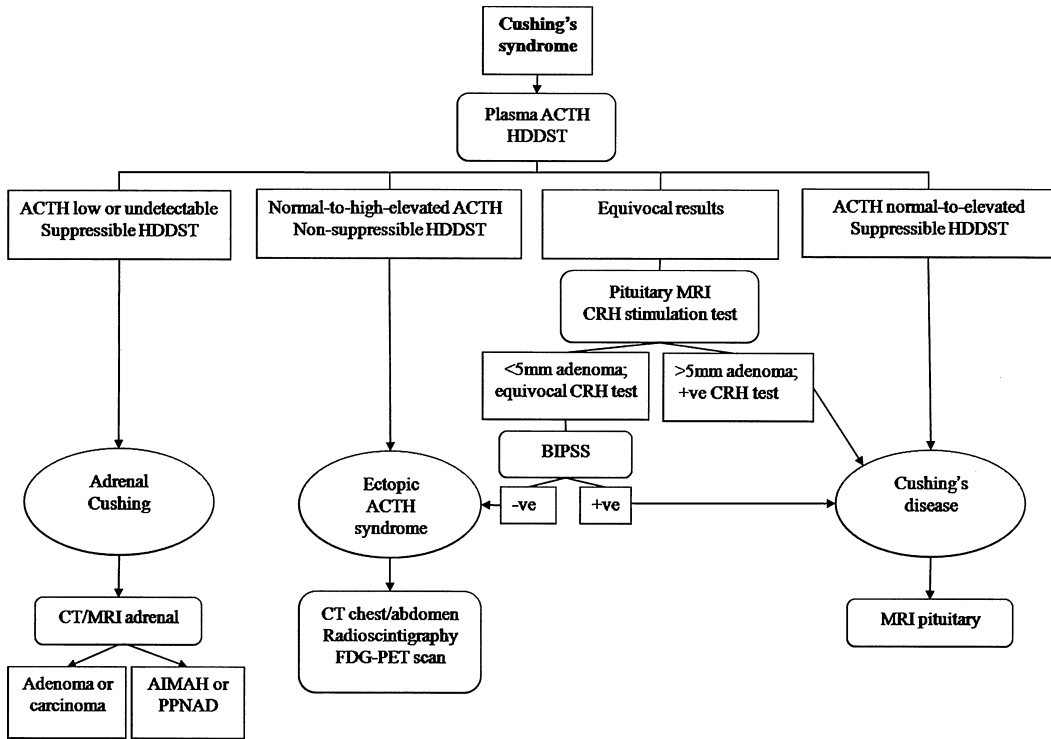 Cushing's
syndrome
Plasma ACTH
HDDST
ACTH low or undetectable
Suppressible HDDST
Normal-to-high-elevated ACTH
Non-suppressible HDDST
Equivocal results
ACTH normal-to-elevated
Suppressible HDDST
Pituitary MRI
CRH stimulation test
<5mm adenoma;
equivocal CRH test
>5mm adenoma;
+ve CRH test
BIPSS
-ve
+ve
Adrenal
Cushing
Ectopic
ACTH
syndrome
Cushing's
disease
CT/MRI adrenal
CT chest/abdomen
Radioscintigraphy
FDG-PET scan
MRI pituitary
Adenoma or
carcinoma
AIMAH or
PPNAD